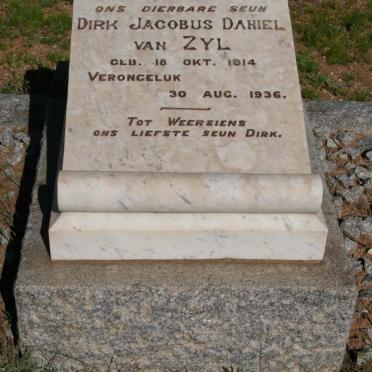 ONS DIERBARE SEUN
DIRK JACOBUS DANIEL
VAN ZYL
GEB. 18 OKT. 1914
VERONGELUK
30 AUG. 1936.
TOT WEERSIENS
ONS LIEFSTE SEUN DIRK.